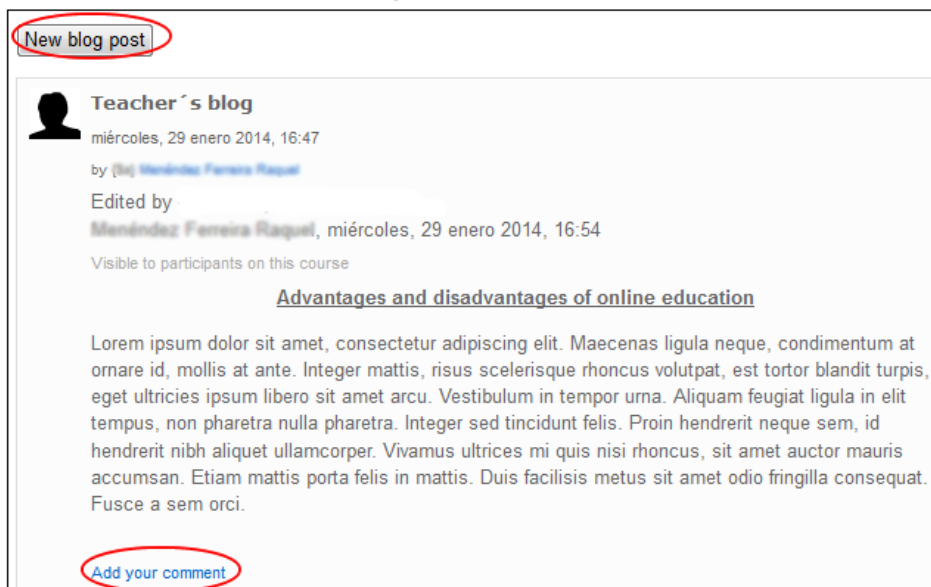 New blog post
Teacher´s blog
miércoles, 29 enero 2014, 16:47
by
Edited by
, miércoles, 29 enero 2014, 16:54
Visible to participants on this course
Advantages and disadvantages of online education
Lorem ipsum dolor sit amet, consectetur adipiscing elit. Maecenas ligula neque, condimentum at
ornare id, mollis at ante. Integer mattis, risus scelerisque rhoncus volutpat, est tortor blandit turpis,
eget ultricies ipsum libero sit amet arcu. Vestibulum in tempor urna. Aliquam feugiat ligula in elit
tempus, non pharetra nulla pharetra. Integer sed tincidunt felis. Proin hendrerit neque sem, id
hendrerit nibh aliquet ullamcorper. Vivamus ultrices mi quis nisi rhoncus, sit amet auctor mauris
accumsan. Etiam mattis porta felis in mattis. Duis facilisis metus sit amet odio fringilla consequat.
Fusce a sem orci.
Add your comment